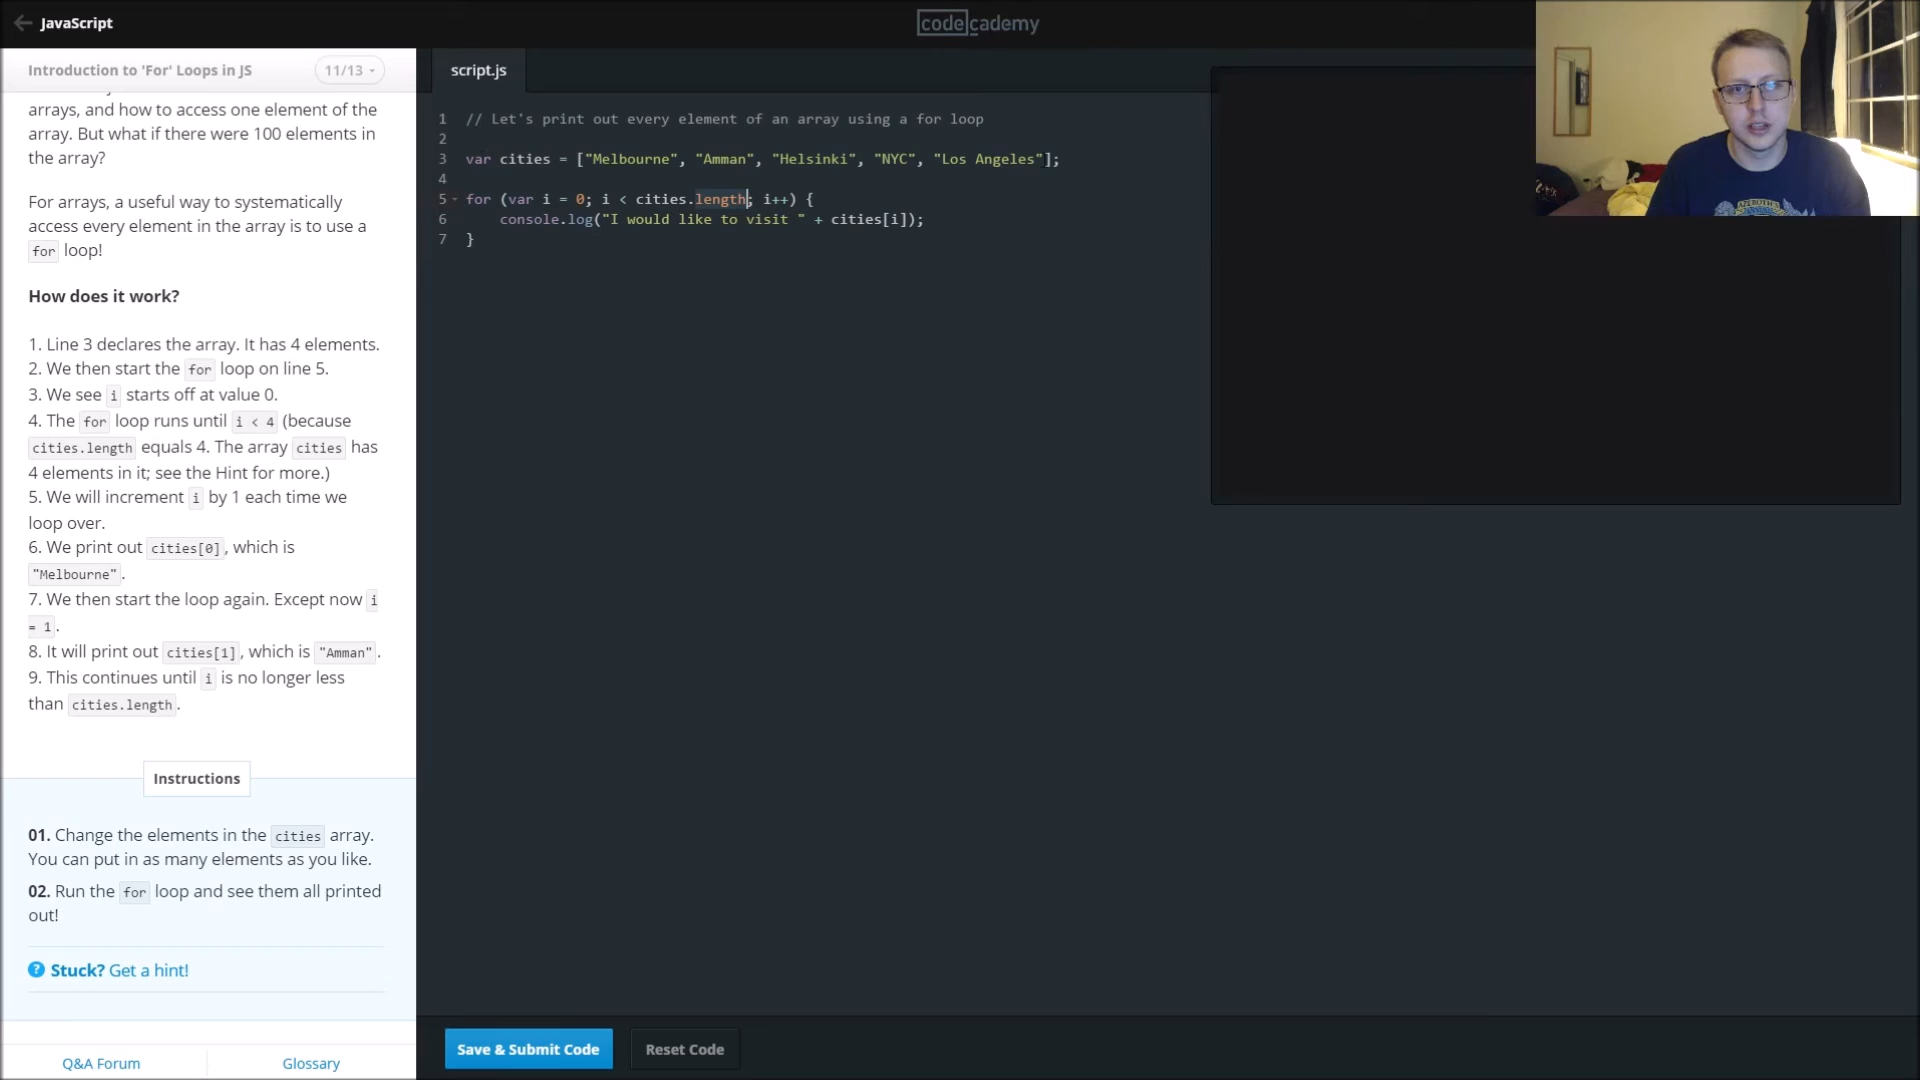 JavaScript
codecademy
Introduction to 'For' Loops in JS
11/13
script.js
arrays, and how to access one element of the
array. But what if there were 100 elements in
the array?
For arrays, a useful way to systematically
access every element in the array is to use a
for loop!
How does it work?
1. Line 3 declares the array. It has 4 elements.
2. We then start the for loop on line 5.
3. We see i starts off at value 0.
4. The for loop runs until i < 4 (because
cities.length equals 4. The array cities has
4 elements in it; see the Hint for more.)
5. We will increment i by 1 each time we
loop over.
6. We print out cities[0], which is
"Melbourne".
7. We then start the loop again. Except now i
= 1.
8. It will print out cities[1], which is "Amman".
9. This continues until i is no longer less
than cities.length.
Instructions
01. Change the elements in the cities array.
You can put in as many elements as you like.
02. Run the for loop and see them all printed
out!
? Stuck? Get a hint!
Q&A Forum
Glossary
1 // Let's print out every element of an array using a for loop
2
3 var cities = ["Melbourne", "Amman", "Helsinki", "NYC", "Los Angeles"];
4
5 for (var i = 0; i < cities.length; i++) {
6 console.log("I would like to visit " + cities[i]);
7 }
Save & Submit Code
Reset Code